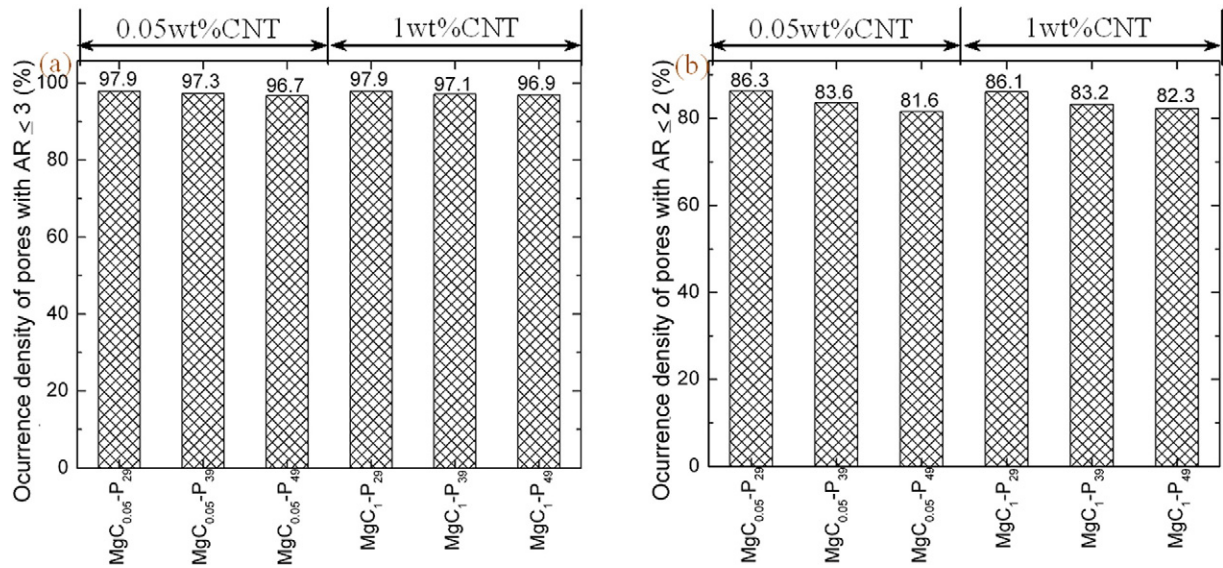 0.05wt%CNT
1wt%CNT
(a)
Ocurrence density of pores with AR ≤ 3 (%)
100
80
60
40
20
0
97.9
97.3
96.7
97.9
97.1
96.9
MgC0.05-P29
MgC0.05-P39
MgC0.05-P49
MgC1-P29
MgC1-P39
MgC1-P49
0.05wt%CNT
1wt%CNT
(b)
Ocurrence density of pores with AR ≤ 2 (%)
80
60
40
20
0
86.3
83.6
81.6
86.1
83.2
82.3
MgC0.05-P29
MgC0.05-P39
MgC0.05-P49
MgC1-P29
MgC1-P39
MgC1-P49